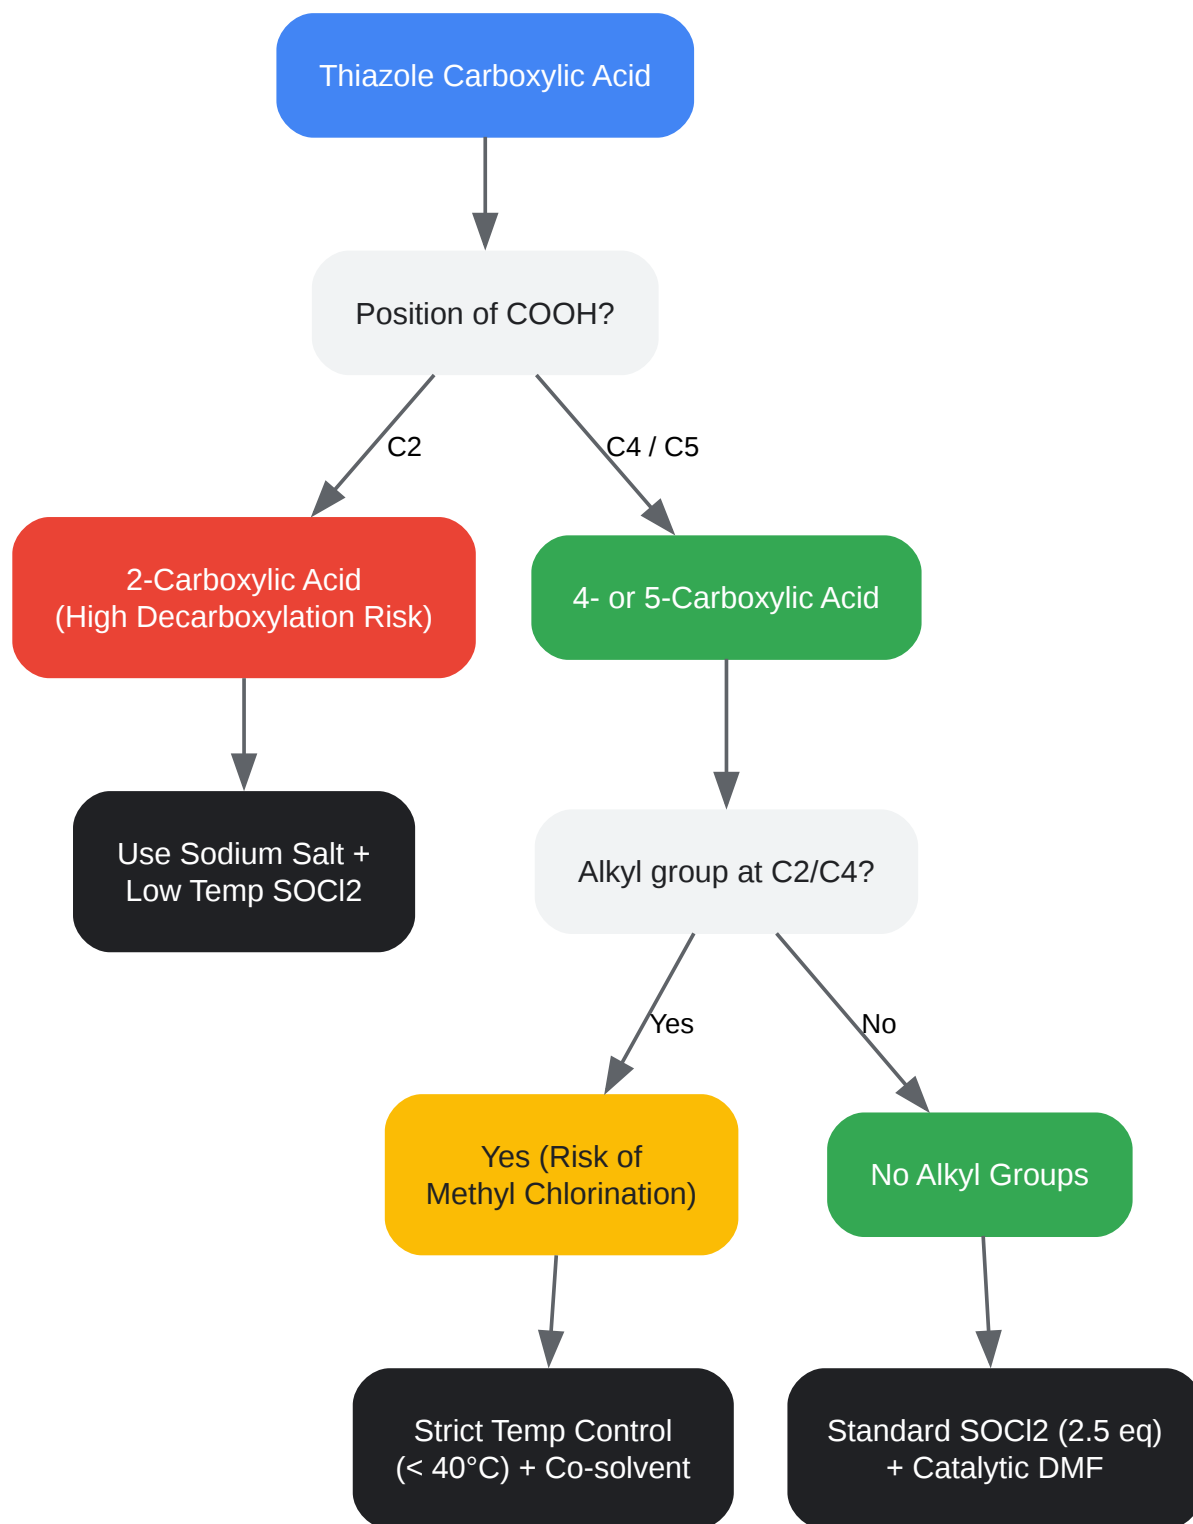 Thiazole Carboxylic Acid
Position of COOH?
C2
C4 / C5
2-Carboxylic Acid
(High Decarboxylation Risk)
4- or 5-Carboxylic Acid
Use Sodium Salt +
Low Temp SOCl2
Alkyl group at C2/C4?
Yes
No
Yes (Risk of
Methyl Chlorination)
No Alkyl Groups
Strict Temp Control
(< 40°C) + Co-solvent
Standard SOCl2 (2.5 eq)
+ Catalytic DMF